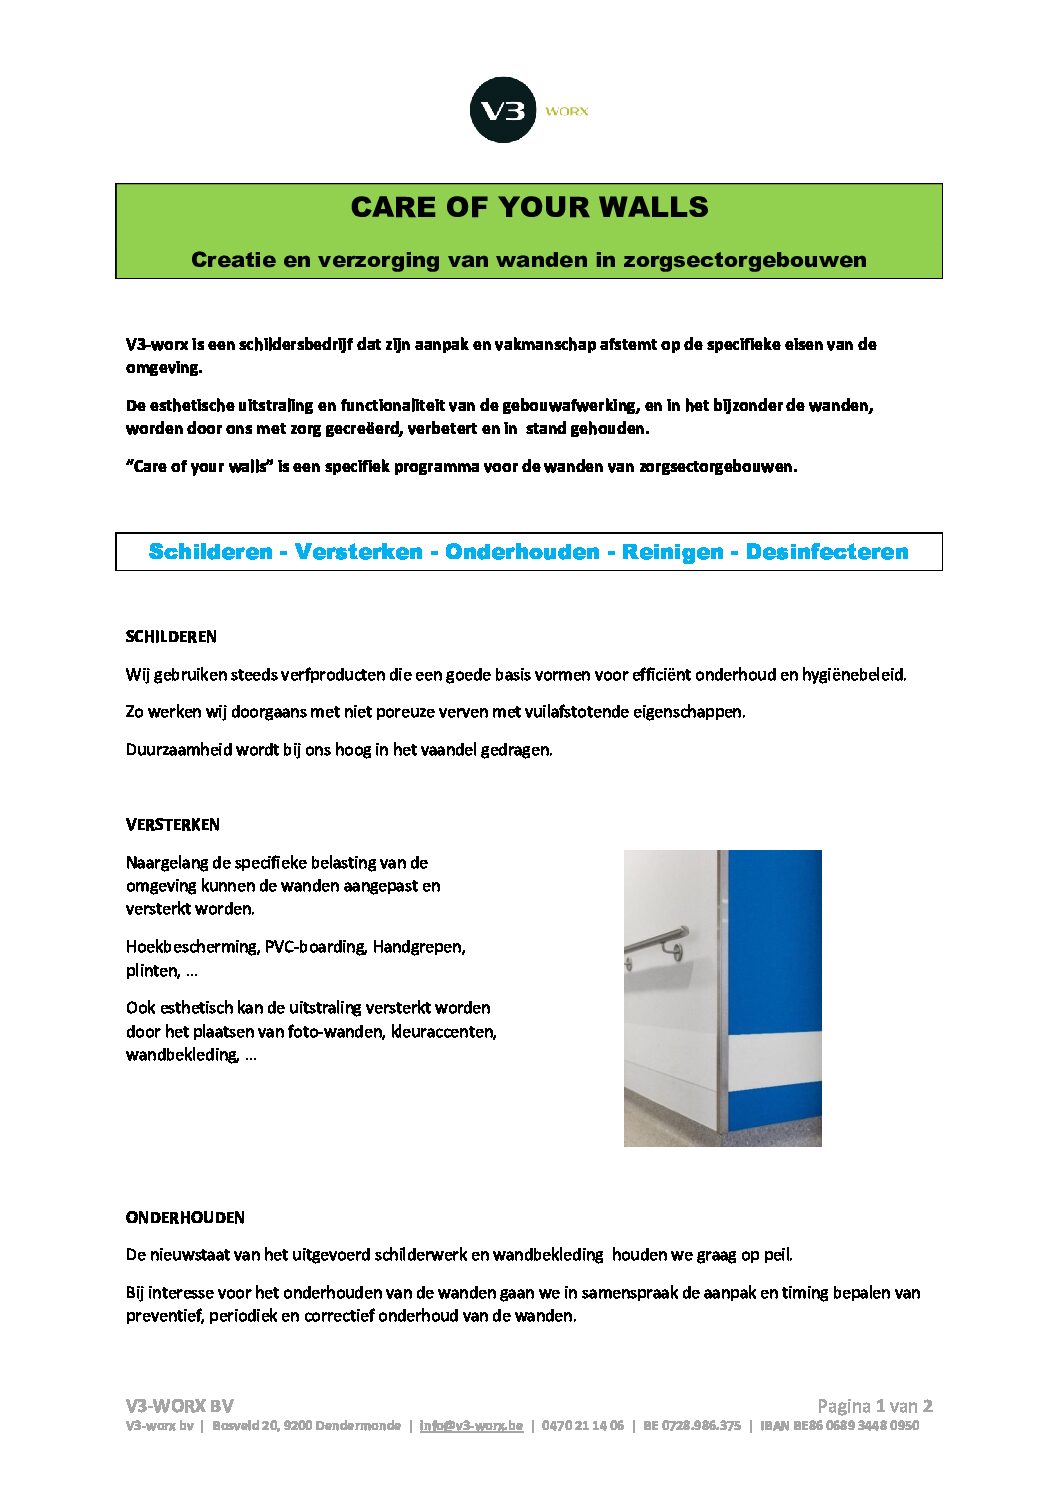 V3 WORX
CARE OF YOUR WALLS
Creatie en verzorging van wanden in zorgsectorgebouwen
V3-worx is een schildersbedrijf dat zijn aanpak en vakmanschap afstemt op de specifieke eisen van de
omgeving.
De esthetische uitstraling en functionaliteit van de gebouwafwerking, en in het bijzonder de wanden,
worden door ons met zorg gecreëerd, verbetert en in  stand gehouden.
“Care of your walls” is een specifiek programma voor de wanden van zorgsectorgebouwen.
Schilderen - Versterken - Onderhouden - Reinigen - Desinfecteren
SCHILDEREN
Wij gebruiken steeds verfproducten die een goede basis vormen voor efficiënt onderhoud en hygiënebeleid.
Zo werken wij doorgaans met niet poreuze verven met vuilafstotende eigenschappen.
Duurzaamheid wordt bij ons hoog in het vaandel gedragen.
VERSTERKEN
Naargelang de specifieke belasting van de
omgeving kunnen de wanden aangepast en
versterkt worden.
Hoekbescherming, PVC-boarding, Handgrepen,
plinten, ...
Ook esthetisch kan de uitstraling versterkt worden
door het plaatsen van foto-wanden, kleuraccenten,
wandbekleding, ...
ONDERHOUDEN
De nieuwstaat van het uitgevoerd schilderwerk en wandbekleding  houden we graag op peil.
Bij interesse voor het onderhouden van de wanden gaan we in samenspraak de aanpak en timing bepalen van
preventief, periodiek en correctief onderhoud van de wanden.
V3-WORX BV Pagina 1 van 2
V3-worx bv | Bosveld 20, 9200 Dendermonde | info@v3-worx.be | 0470 21 14 06 | BE 0728.986.375 | IBAN BE86 0689 3448 0950